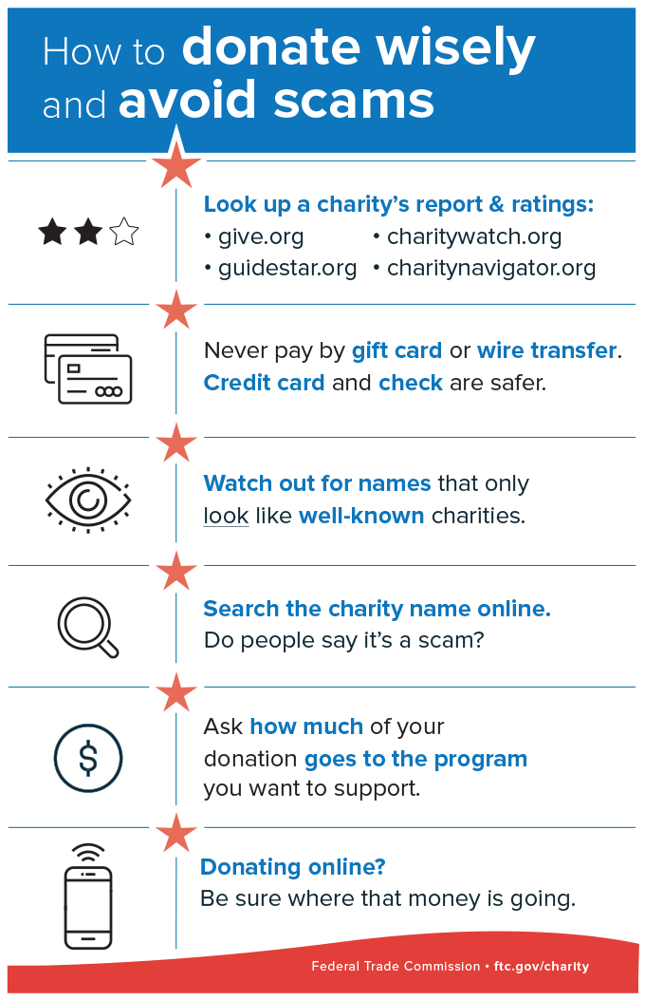 How to donate wisely
and avoid scams
Look up a charity's report & ratings:
• give.org • charitywatch.org
• guidestar.org • charitynavigator.org
Never pay by gift card or wire transfer.
Credit card and check are safer.
Watch out for names that only
look like well-known charities.
Search the charity name online.
Do people say it's a scam?
$
Ask how much of your
donation goes to the program
you want to support.
Donating online?
Be sure where that money is going.
Federal Trade Commission • ftc.gov/charity